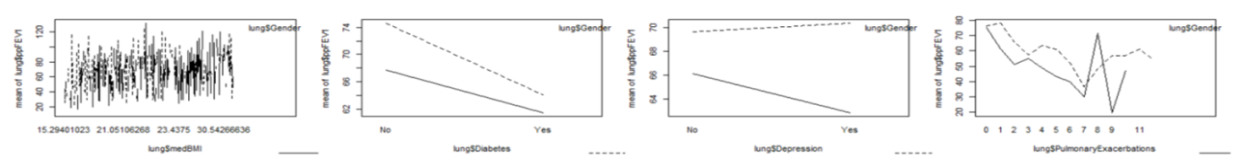 lung$Gender
mean of lung$ppFEV1
20 40 60 80 120
15.29401023 21.05106268 23.4375 30.54266636
lung$medBMI
lung$Gender
mean of lung$ppFEV1
62 66 70 74
No Yes
lung$Diabetes
lung$Gender
mean of lung$ppFEV1
64 66 68 70
No Yes
lung$Depression
lung$Gender
mean of lung$ppFEV1
20 30 40 50 60 70 80
0 1 2 3 4 5 6 7 8 9 11
lung$PulmonaryExacerbations